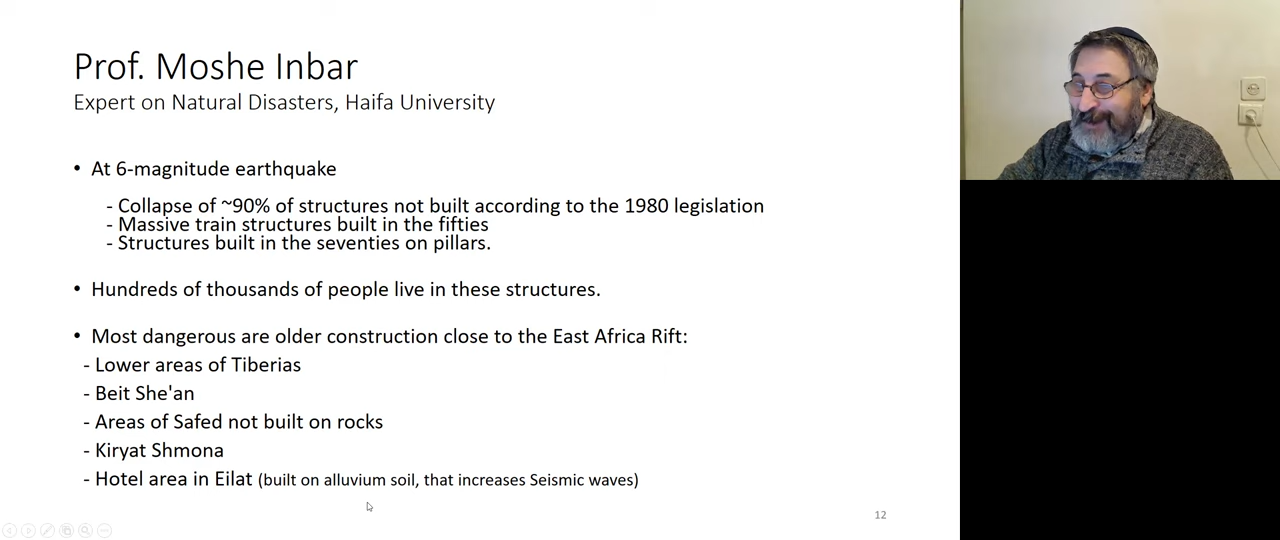 Prof. Moshe Inbar
Expert on Natural Disasters, Haifa University
• At 6-magnitude earthquake
- Collapse of ~90% of structures not built according to the 1980 legislation
- Massive train structures built in the fifties
- Structures built in the seventies on pillars.
• Hundreds of thousands of people live in these structures.
• Most dangerous are older construction close to the East Africa Rift:
- Lower areas of Tiberias
- Beit She'an
- Areas of Safed not built on rocks
- Kiryat Shmona
- Hotel area in Eilat (built on alluvium soil, that increases Seismic waves)
12